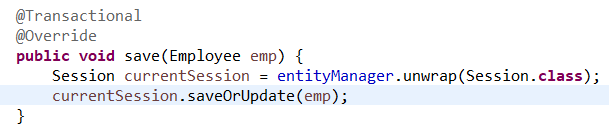 @Transactional
@Override
public void save(Employee emp) {
Session currentSession = entityManager.unwrap(Session.class);
currentSession.saveOrUpdate(emp);
}